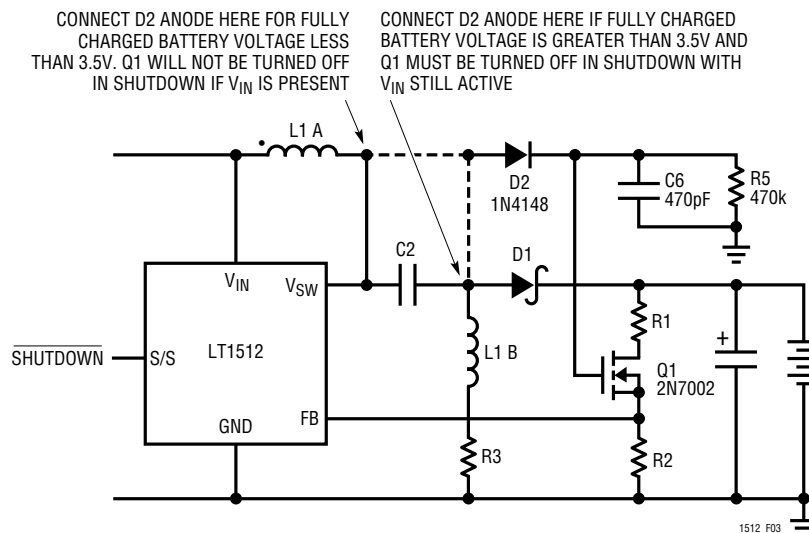 CONNECT D2 ANODE HERE FOR FULLY
CHARGED BATTERY VOLTAGE LESS
THAN 3.5V. Q1 WILL NOT BE TURNED OFF
IN SHUTDOWN IF VIN IS PRESENT
CONNECT D2 ANODE HERE IF FULLY CHARGED
BATTERY VOLTAGE IS GREATER THAN 3.5V AND
Q1 MUST BE TURNED OFF IN SHUTDOWN WITH
VIN STILL ACTIVE
L1 A
D2
1N4148
C6
470pF
R5
470k
C2
D1
VIN
VSW
R1
SHUTDOWN
S/S
LT1512
L1 B
Q1
2N7002
GND
FB
R3
R2
+
1512 F03